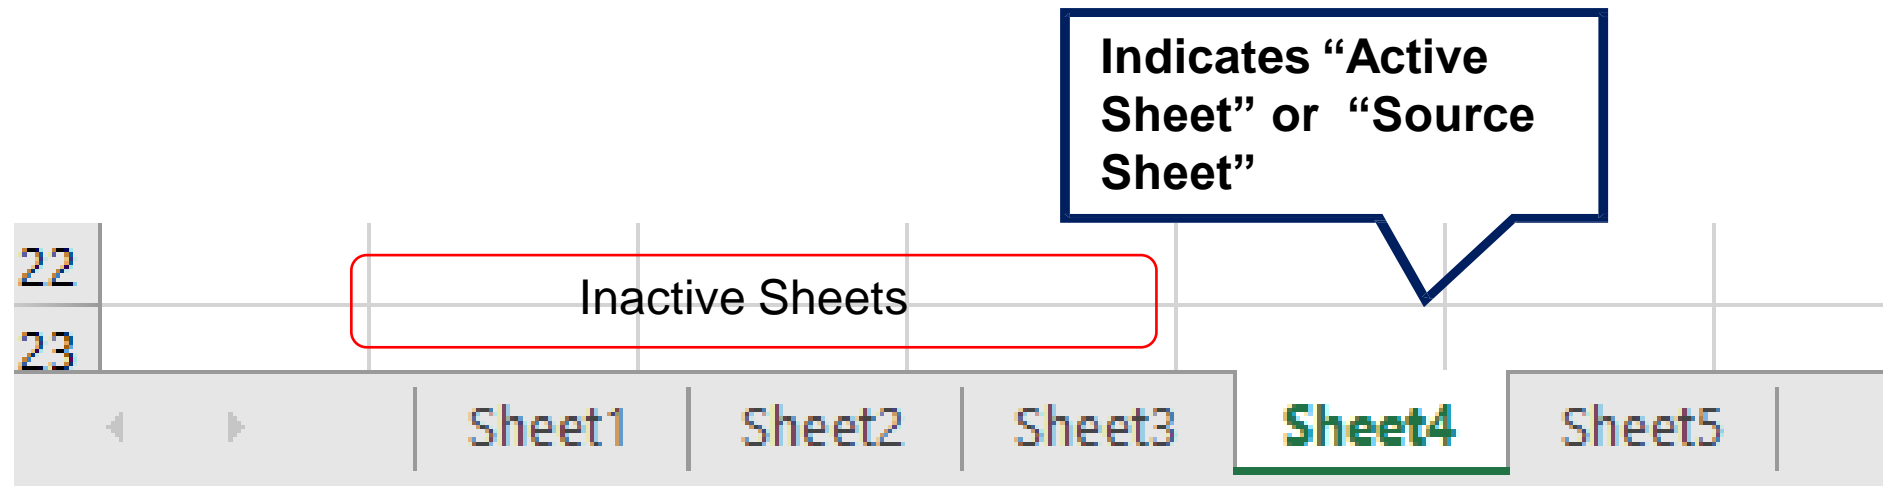 Indicates “Active
Sheet” or “Source
Sheet”
22
Inactive Sheets
23
Sheet1 Sheet2 Sheet3 Sheet4 Sheet5